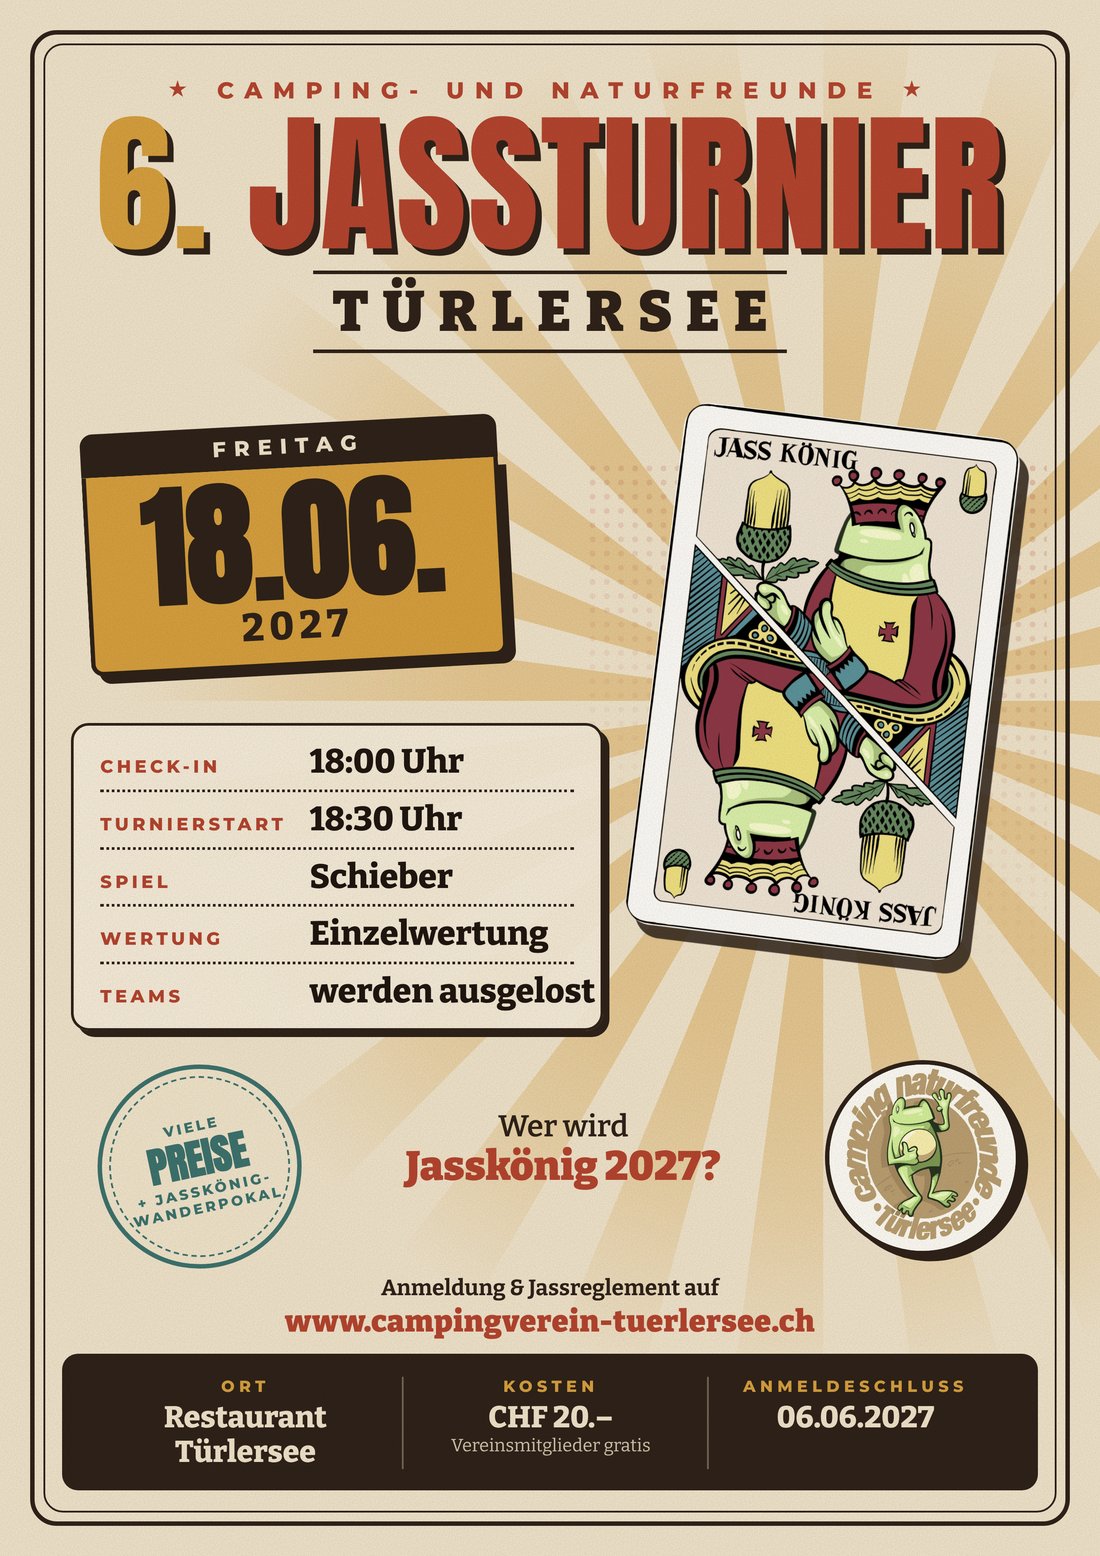 ★ CAMPING- UND NATURFREUNDE ★
6. JASSTURNIER
TÜRLERSEE
FREITAG
18.06.
2027
JASS KÖNIG
JASS KÖNIG
CHECK-IN 18:00 Uhr
TURNIERSTART 18:30 Uhr
SPIEL Schieber
WERTUNG Einzelwertung
TEAMS werden ausgelost
VIELE
PREISE
+ JASSKÖNIG-
WANDERPOKAL
Wer wird
Jasskönig 2027?
camping naturfreunde
• Türlersee •
Anmeldung & Jassreglement auf
www.campingverein-tuerlersee.ch
ORT
Restaurant
Türlersee
KOSTEN
CHF 20.–
Vereinsmitglieder gratis
ANMELDESCHLUSS
06.06.2027